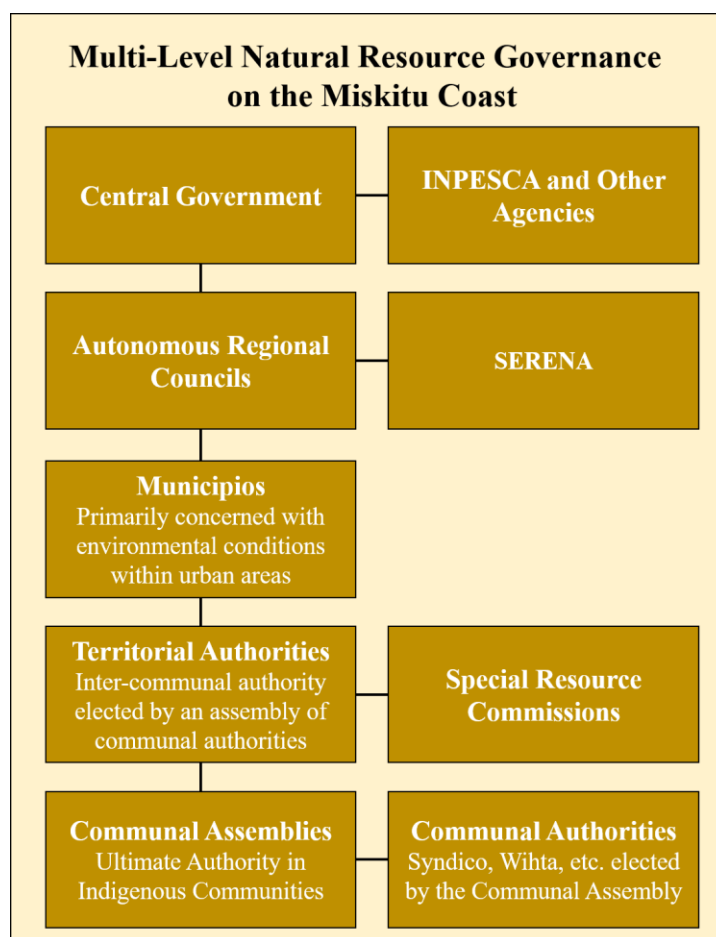 Multi-Level Natural Resource Governance
on the Miskitu Coast
Central Government
INPESCA and Other
Agencies
Autonomous Regional
Councils
SERENA
Municipios
Primarily concerned with
environmental conditions
within urban areas
Territorial Authorities
Inter-communal authority
elected by an assembly of
communal authorities
Special Resource
Commissions
Communal Assemblies
Ultimate Authority in
Indigenous Communities
Communal Authorities
Syndico, Wihta, etc. elected
by the Communal Assembly